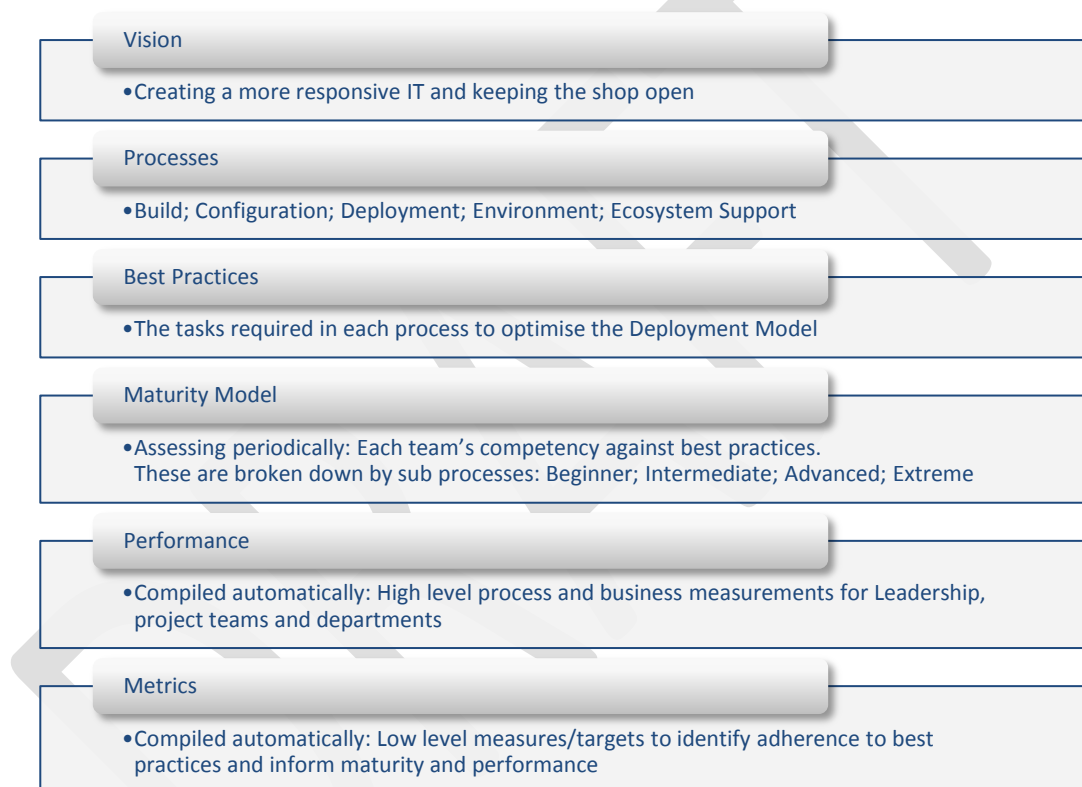 Vision
•Creating a more responsive IT and keeping the shop open
Processes
•Build; Configuration; Deployment; Environment; Ecosystem Support
Best Practices
•The tasks required in each process to optimise the Deployment Model
Maturity Model
•Assessing periodically: Each team’s competency against best practices.
These are broken down by sub processes: Beginner; Intermediate; Advanced; Extreme
Performance
•Compiled automatically: High level process and business measurements for Leadership,
project teams and departments
Metrics
•Compiled automatically: Low level measures/targets to identify adherence to best
practices and inform maturity and performance